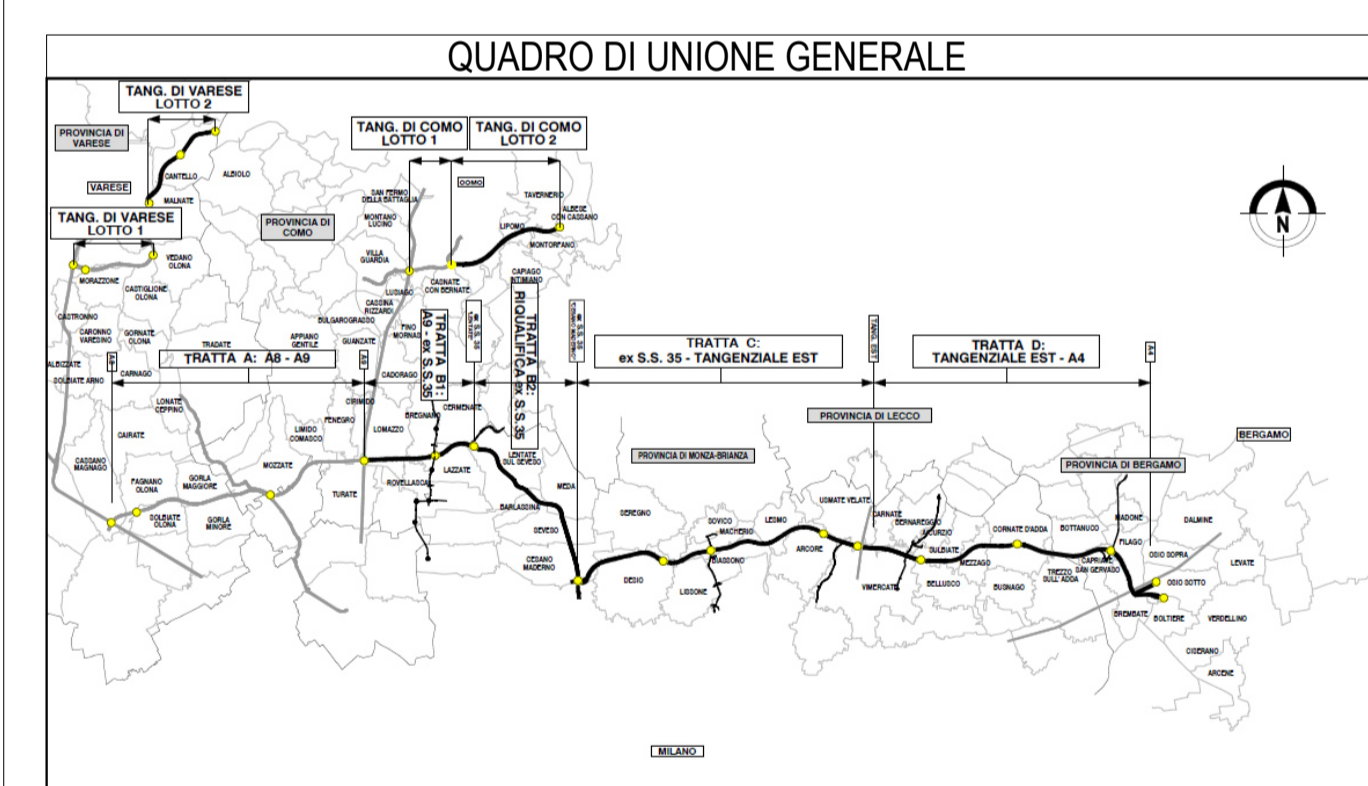 QUADRO DI UNIONE GENERALE
TANG. DI VARESE
LOTTO 2
PROVINCIA DI
VARESE
TANG. DI COMO
LOTTO 1
TANG. DI COMO
LOTTO 2
CANTELLO
ALBIOLO
VARESE
MALNATE
COMO
SAN FERMO
DELLA BATTAGLIA
TAVERNERIO
ALBESE
CON CASSANO
TANG. DI VARESE
LOTTO 1
PROVINCIA DI
COMO
MONTANO
LUCINO
LIPOMO
MONTORFANO
N
VEDANO
OLONA
VILLA
GUARDIA
MORAZZONE
CASTIGLIONE
OLONA
LUISAGO
CASNATE
CON BERNATE
CAPIAGO
INTIMIANO
CASSINA
RIZZARDI
CASTRONNO
BULGAROGRASSO
CARONNO
VARESINO
GORNATE
OLONA
TRADATE
APPIANO
GENTILE
GUANZATE
FINO
MORNASCO
TRATTA B1:
A9 - ex S.S.35
ex S.S. 35
LENTATE
TRATTA B2:
RIQUALIFICA ex S.S.35
ex S.S. 35
CESANO MADERNO
TRATTA C:
ex S.S. 35 - TANGENZIALE EST
TANG. EST
TRATTA D:
TANGENZIALE EST - A4
A4
ALBIZZATE
A8
TRATTA A: A8 - A9
A9
SOLBIATE ARNO
CARNAGO
CADORAGO
LONATE
CEPPINO
CIRIMIDO
FENEGRO
BREGNANO
CERMENATE
PROVINCIA DI LECCO
CAIRATE
LIMIDO
COMASCO
LOMAZZO
BERGAMO
CASSANO
MAGNAGO
MOZZATE
LAZZATE
LENTATE
SUL SEVESO
PROVINCIA DI MONZA-BRIANZA
PROVINCIA DI BERGAMO
FAGNANO
OLONA
GORLA
MAGGIORE
TURATE
ROVELLASCA
MEDA
USMATE VELATE
SOLBIATE
OLONA
GORLA
MINORE
BARLASSINA
SEREGNO
SOVICO
MACHERIO
LESMO
CARNATE
BERNAREGGIO
AICURZIO
CORNATE D'ADDA
BOTTANUCO
MADONE
DALMINE
SEVESO
FILAGO
CESANO
MADERNO
DESIO
BIASSONO
ARCORE
SULBIATE
MEZZAGO
CAPRIATE
SAN GERVASO
OSIO SOPRA
LEVATE
LISSONE
VIMERCATE
BELLUSCO
BUSNAGO
TREZZO
SULL' ADDA
OSIO SOTTO
BREMBATE
BOLTIERE
VERDELLINO
CISERANO
ARCENE
MILANO